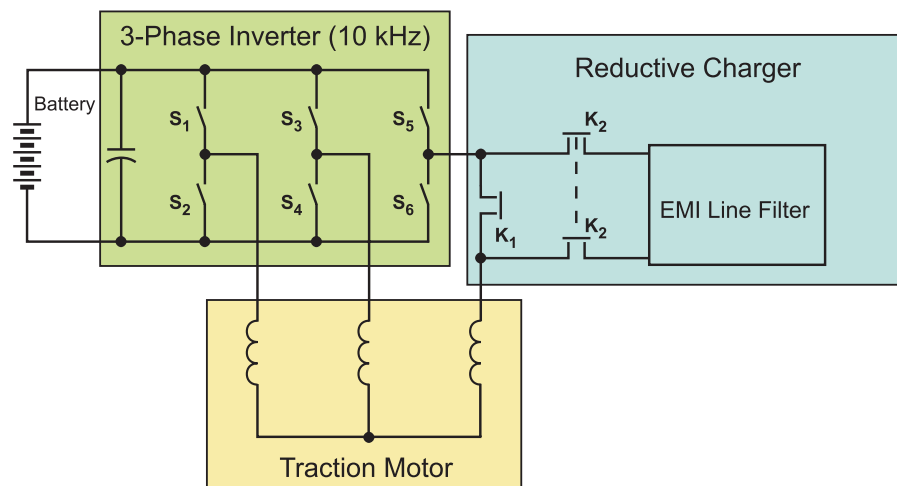 3-Phase Inverter (10 kHz)
Reductive Charger
Battery
S₁
S₃
S₅
K₂
S₂
S₄
S₆
K₁
K₂
EMI Line Filter
Traction Motor